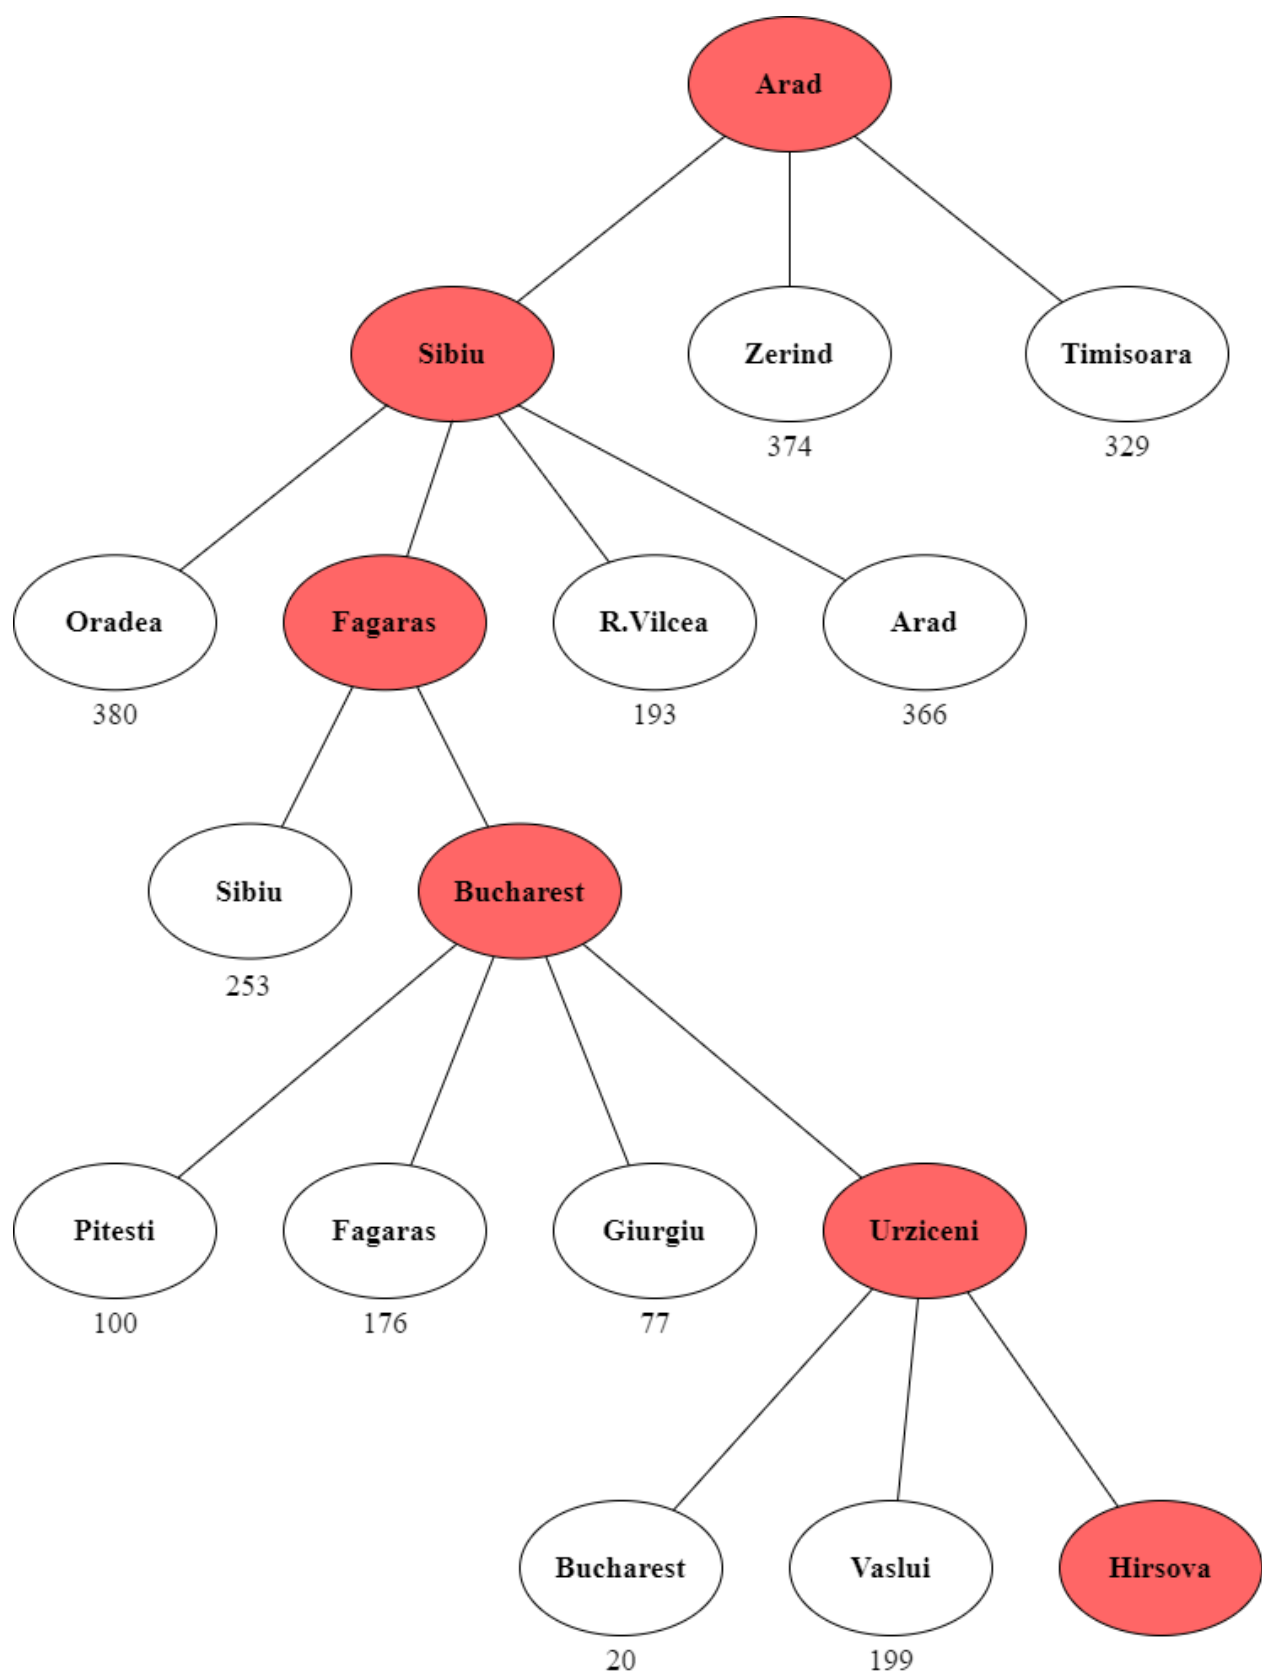 Arad
Sibiu
Zerind
Timisoara
374
329
Oradea
Fagaras
R.Vilcea
Arad
380
193
366
Sibiu
Bucharest
253
Pitesti
Fagaras
Giurgiu
Urziceni
100
176
77
Bucharest
Vaslui
Hirsova
20
199